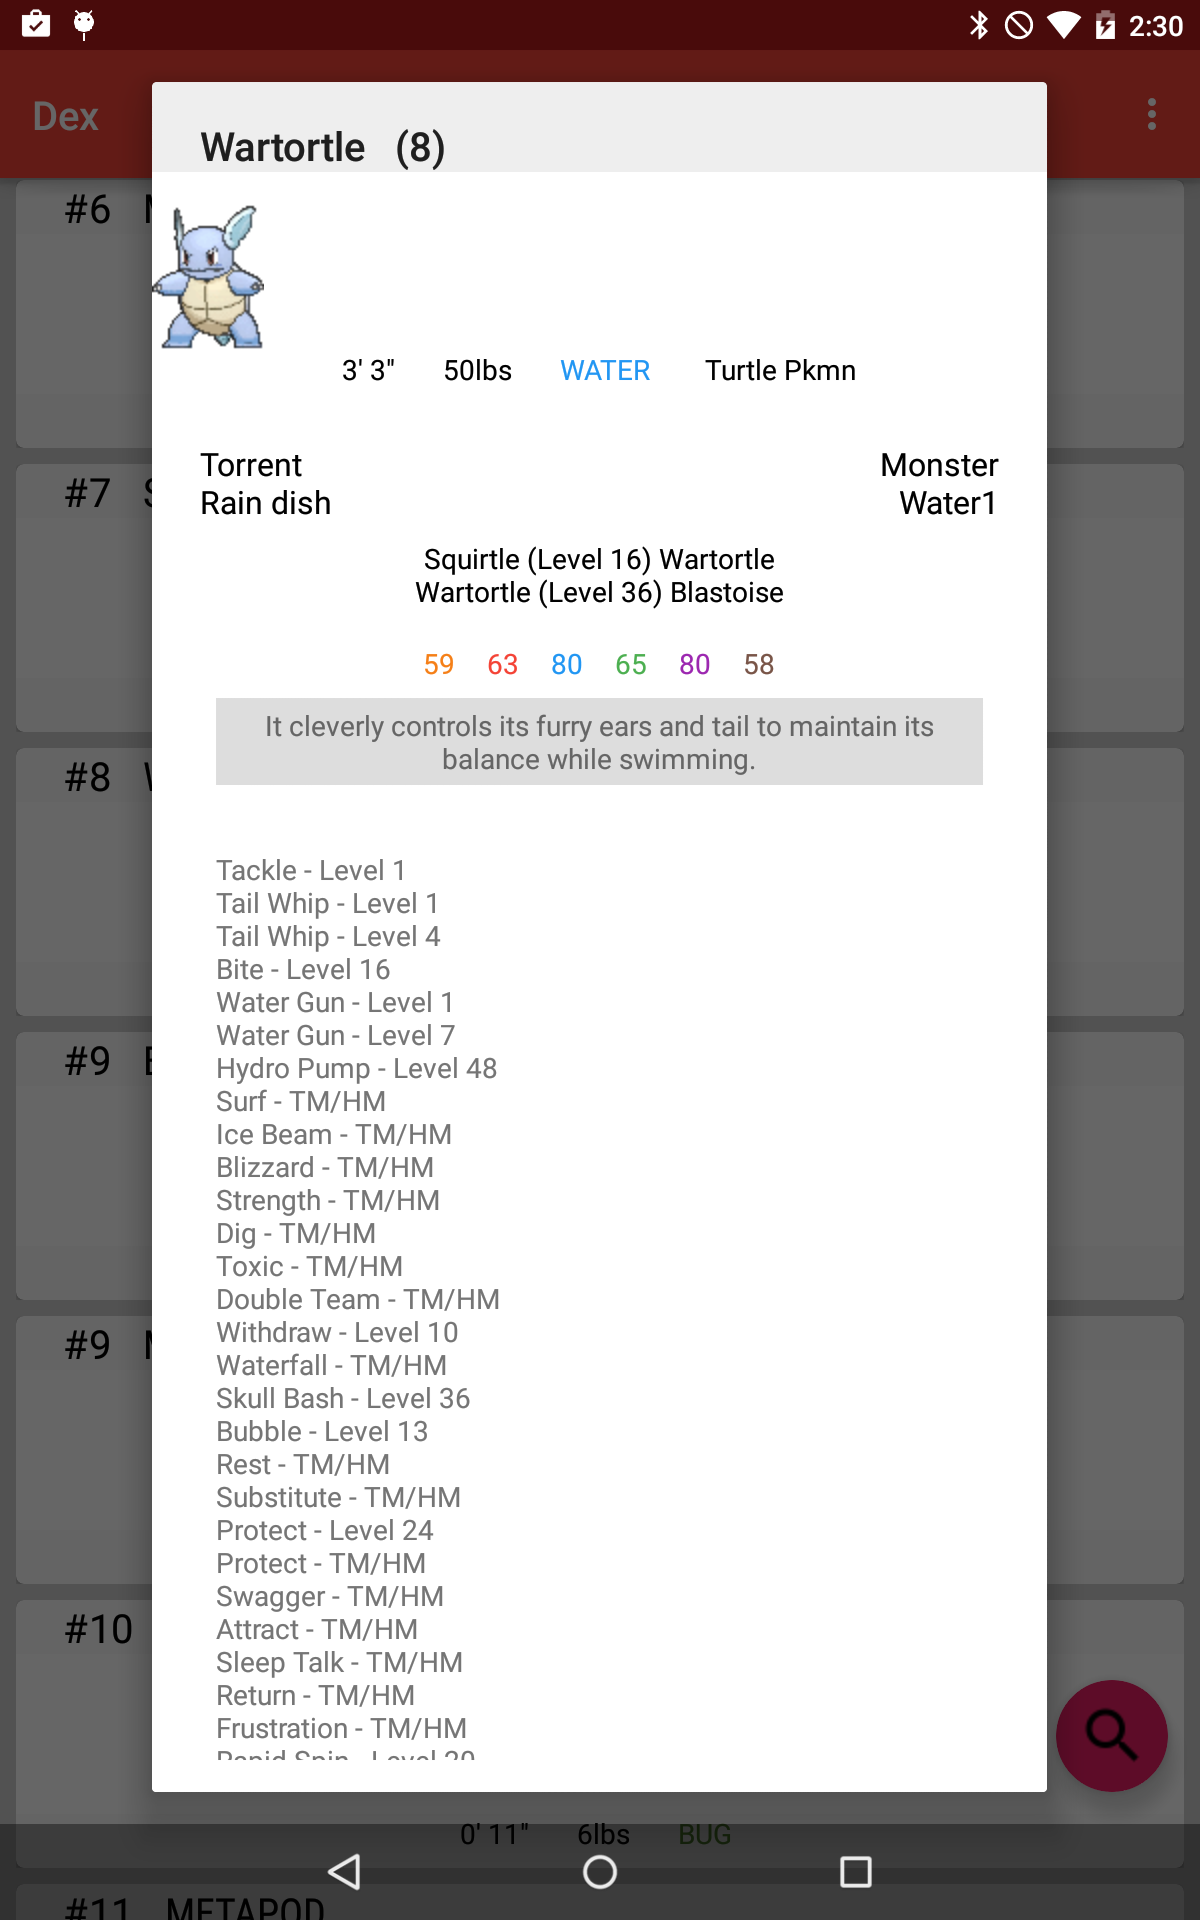 2:30
Dex
Wartortle (8)
#6
3' 3" 50lbs WATER Turtle Pkmn
Torrent Monster
#7
Rain dish Water1
Squirtle (Level 16) Wartortle
Wartortle (Level 36) Blastoise
59 63 80 65 80 58
It cleverly controls its furry ears and tail to maintain its
balance while swimming.
#8
Tackle - Level 1
Tail Whip - Level 1
Tail Whip - Level 4
Bite - Level 16
Water Gun - Level 1
Water Gun - Level 7
#9
Hydro Pump - Level 48
Surf - TM/HM
Ice Beam - TM/HM
Blizzard - TM/HM
Strength - TM/HM
Dig - TM/HM
Toxic - TM/HM
Double Team - TM/HM
Withdraw - Level 10
#9
Waterfall - TM/HM
Skull Bash - Level 36
Bubble - Level 13
Rest - TM/HM
Substitute - TM/HM
Protect - Level 24
Protect - TM/HM
Swagger - TM/HM
Attract - TM/HM
#10
Sleep Talk - TM/HM
Return - TM/HM
Frustration - TM/HM
Rapid Spin - Level 20
0' 11" 6lbs BUG
#11 METAPOD